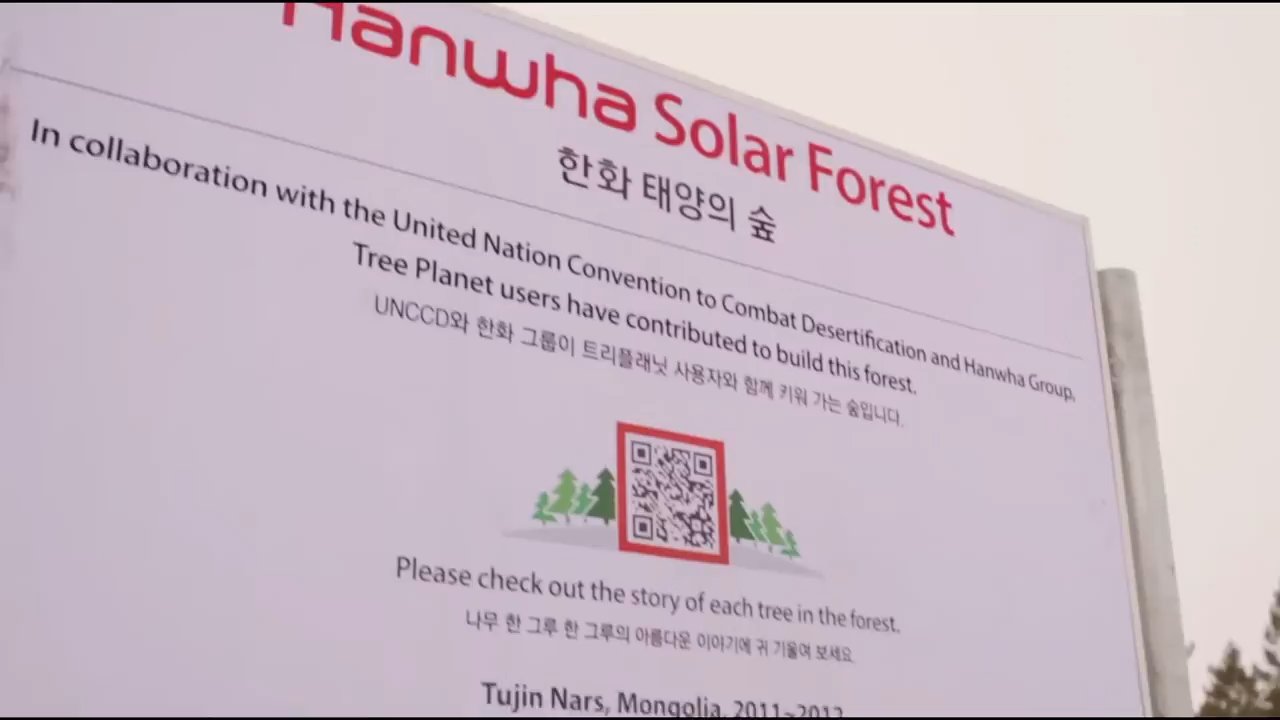 Hanwha Solar Forest
한화 태양의 숲
In collaboration with the United Nation Convention to Combat Desertification and Hanwha Group,
Tree Planet users have contributed to build this forest.
UNCCD와 한화 그룹이 트리플래닛 사용자와 함께 키워 가는 숲입니다.
Please check out the story of each tree in the forest.
나무 한 그루 한 그루의 아름다운 이야기에 귀 기울여 보세요.
Tujin Nars, Mongolia, 2011~2012